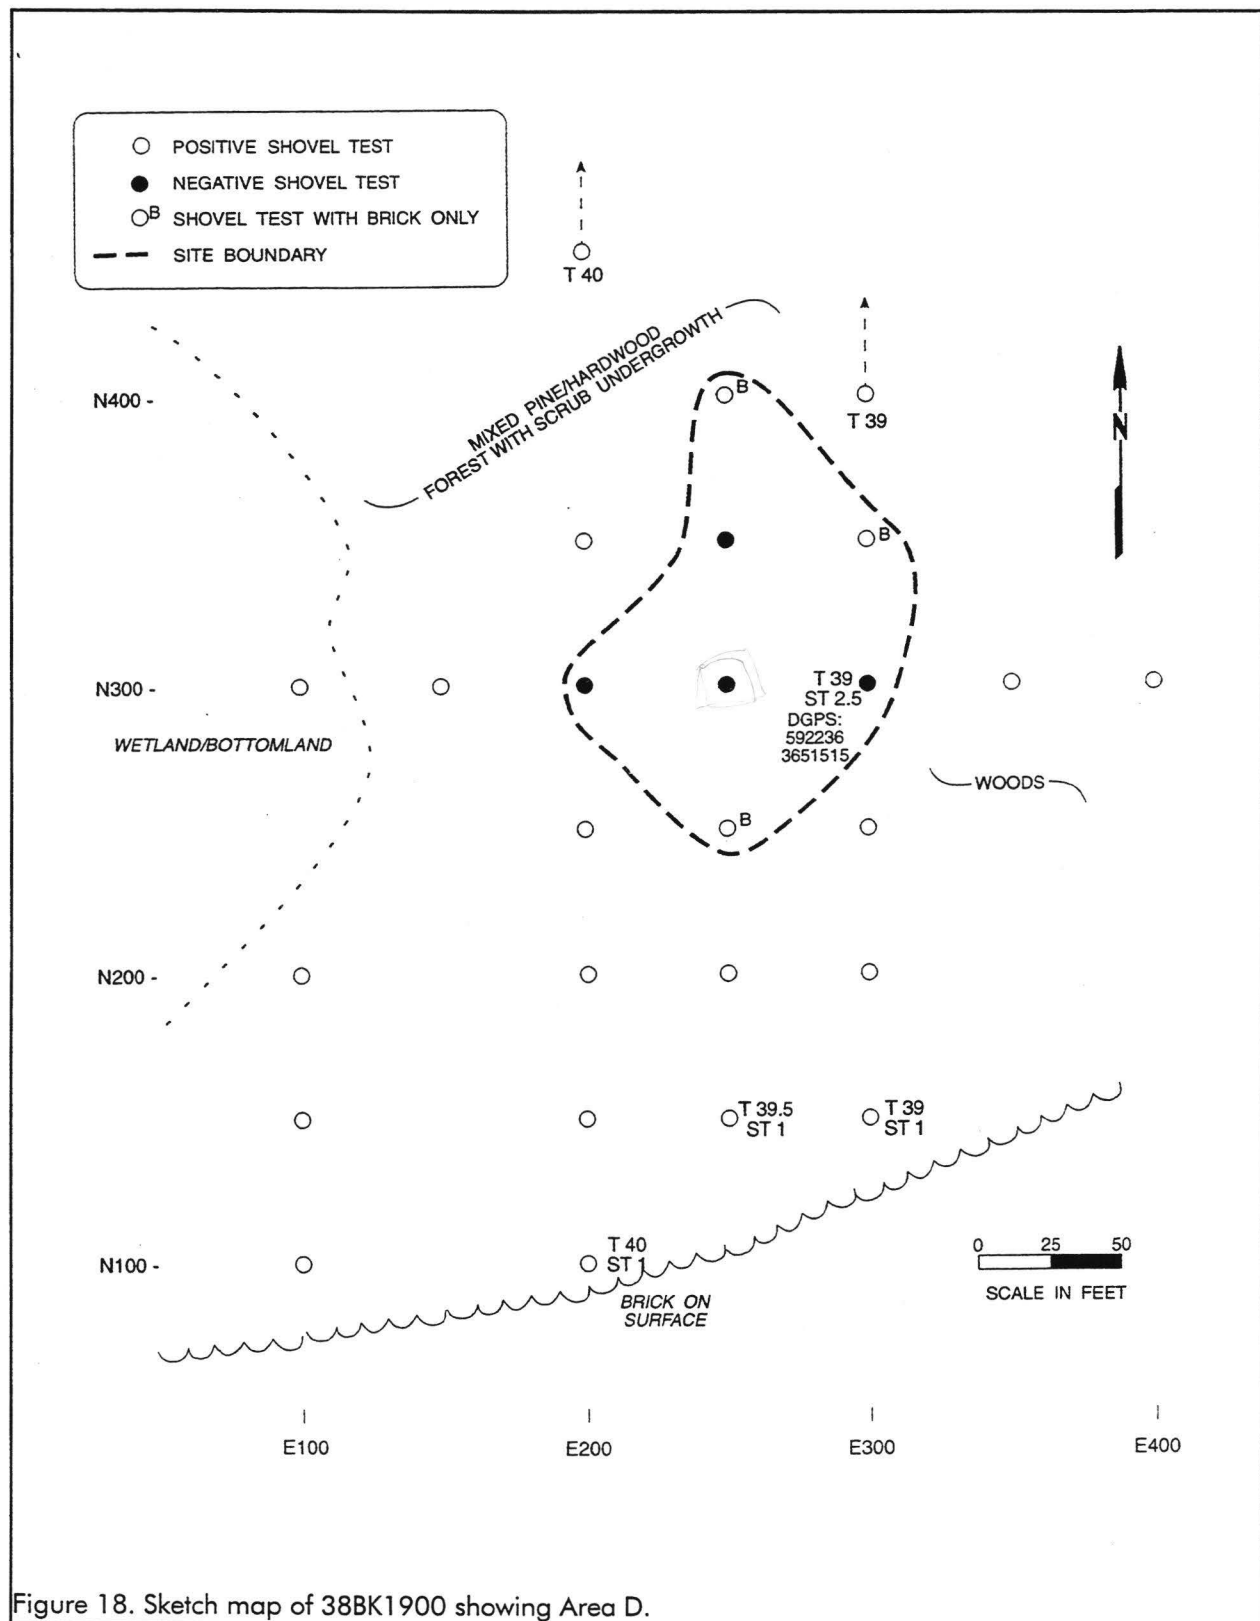 POSITIVE SHOVEL TEST
NEGATIVE SHOVEL TEST
B SHOVEL TEST WITH BRICK ONLY
SITE BOUNDARY
T 40
MIXED PINE/HARDWOOD
FOREST WITH SCRUB UNDERGROWTH
N400 -
B
T 39
N
B
N300 -
T 39
ST 2.5
DGPS:
592236
3651515
WETLAND/BOTTOMLAND
WOODS
B
N200 -
T 39.5
ST 1
T 39
ST 1
N100 -
T 40
ST 1
BRICK ON
SURFACE
0 25 50
SCALE IN FEET
E100 E200 E300 E400
Figure 18. Sketch map of 38BK1900 showing Area D.